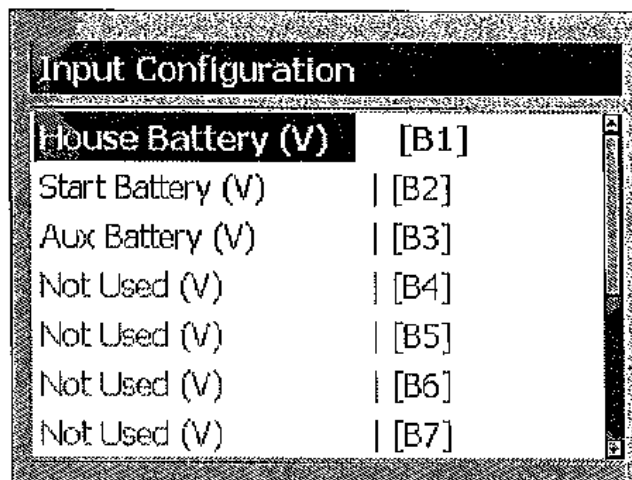 Input Configuration
House Battery (V) [B1]
Start Battery (V) | [B2]
Aux Battery (V) | [B3]
Not Used (V) | [B4]
Not Used (V) | [B5]
Not Used (V) | [B6]
Not Used (V) | [B7]